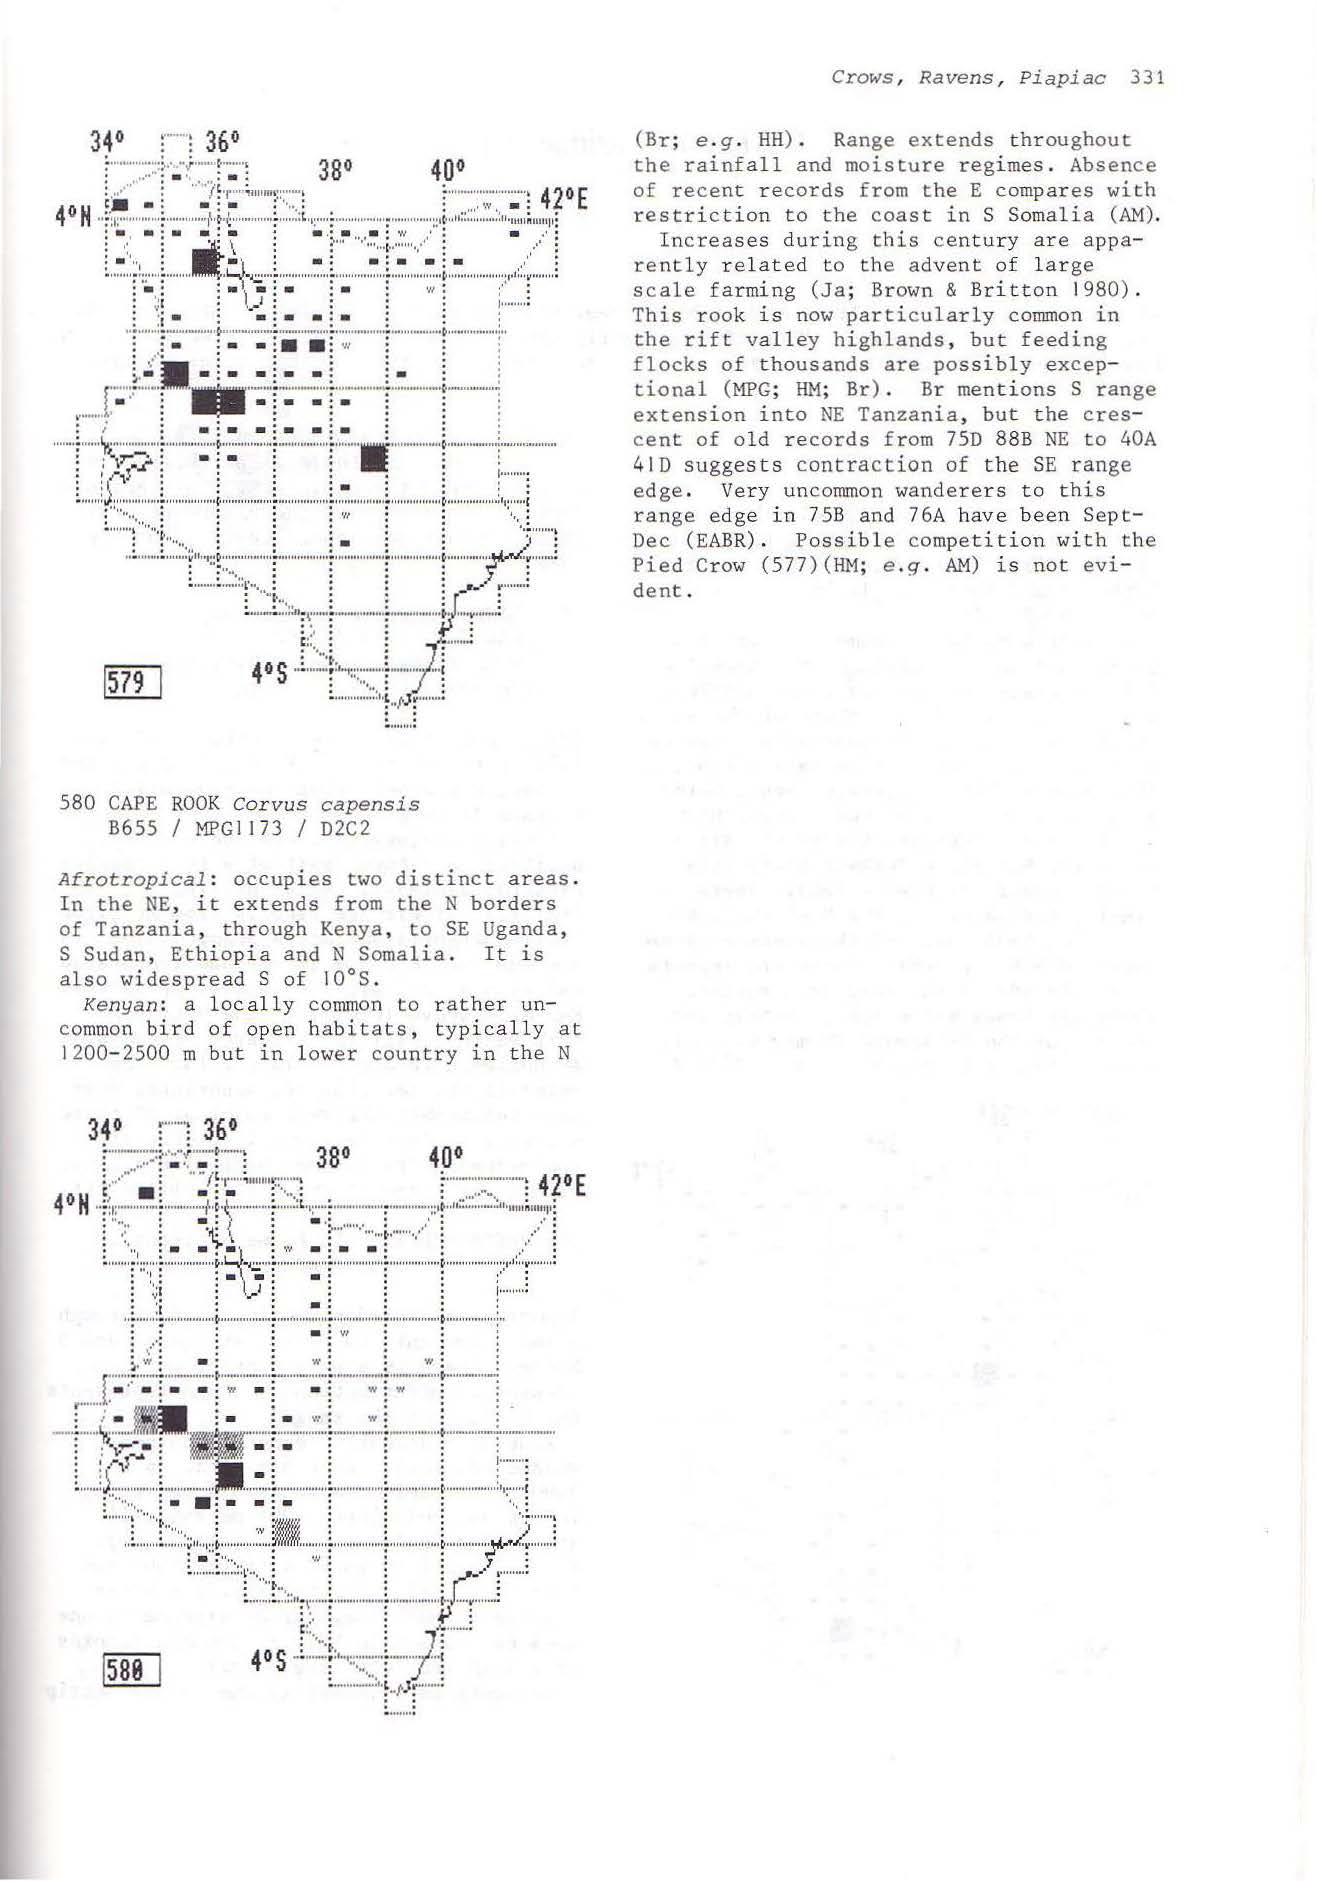 Crows, Ravens, Piapiac 331
34° 36°
38° 40°
42°E
4°N
4°S
579
580 CAPE ROOK Corvus capensis
B655 / MPG1173 / D2C2
Afrotropical: occupies two distinct areas.
In the NE, it extends from the N borders
of Tanzania, through Kenya, to SE Uganda,
S Sudan, Ethiopia and N Somalia. It is
also widespread S of 10°S.
Kenyan: a locally common to rather un-
common bird of open habitats, typically at
1200-2500 m but in lower country in the N
34° 36°
38° 40°
42°E
4°N
4°S
580
(Br; e.g. HH). Range extends throughout
the rainfall and moisture regimes. Absence
of recent records from the E compares with
restriction to the coast in S Somalia (AM).
Increases during this century are appa-
rently related to the advent of large
scale farming (Ja; Brown & Britton 1980).
This rook is now particularly common in
the rift valley highlands, but feeding
flocks of thousands are possibly excep-
tional (MPG; HM; Br). Br mentions S range
extension into NE Tanzania, but the cres-
cent of old records from 75D 88B NE to 40A
41D suggests contraction of the SE range
edge. Very uncommon wanderers to this
range edge in 75B and 76A have been Sept-
Dec (EABR). Possible competition with the
Pied Crow (577)(HM; e.g. AM) is not evi-
dent.